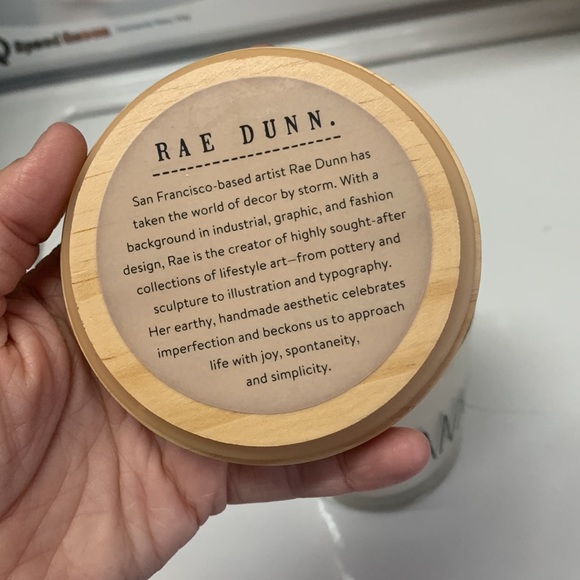 Speed Queen
RAE DUNN.
San Francisco-based artist Rae Dunn has
taken the world of decor by storm. With a
background in industrial, graphic, and fashion
design, Rae is the creator of highly sought-after
collections of lifestyle art—from pottery and
sculpture to illustration and typography.
Her earthy, handmade aesthetic celebrates
imperfection and beckons us to approach
life with joy, spontaneity,
and simplicity.